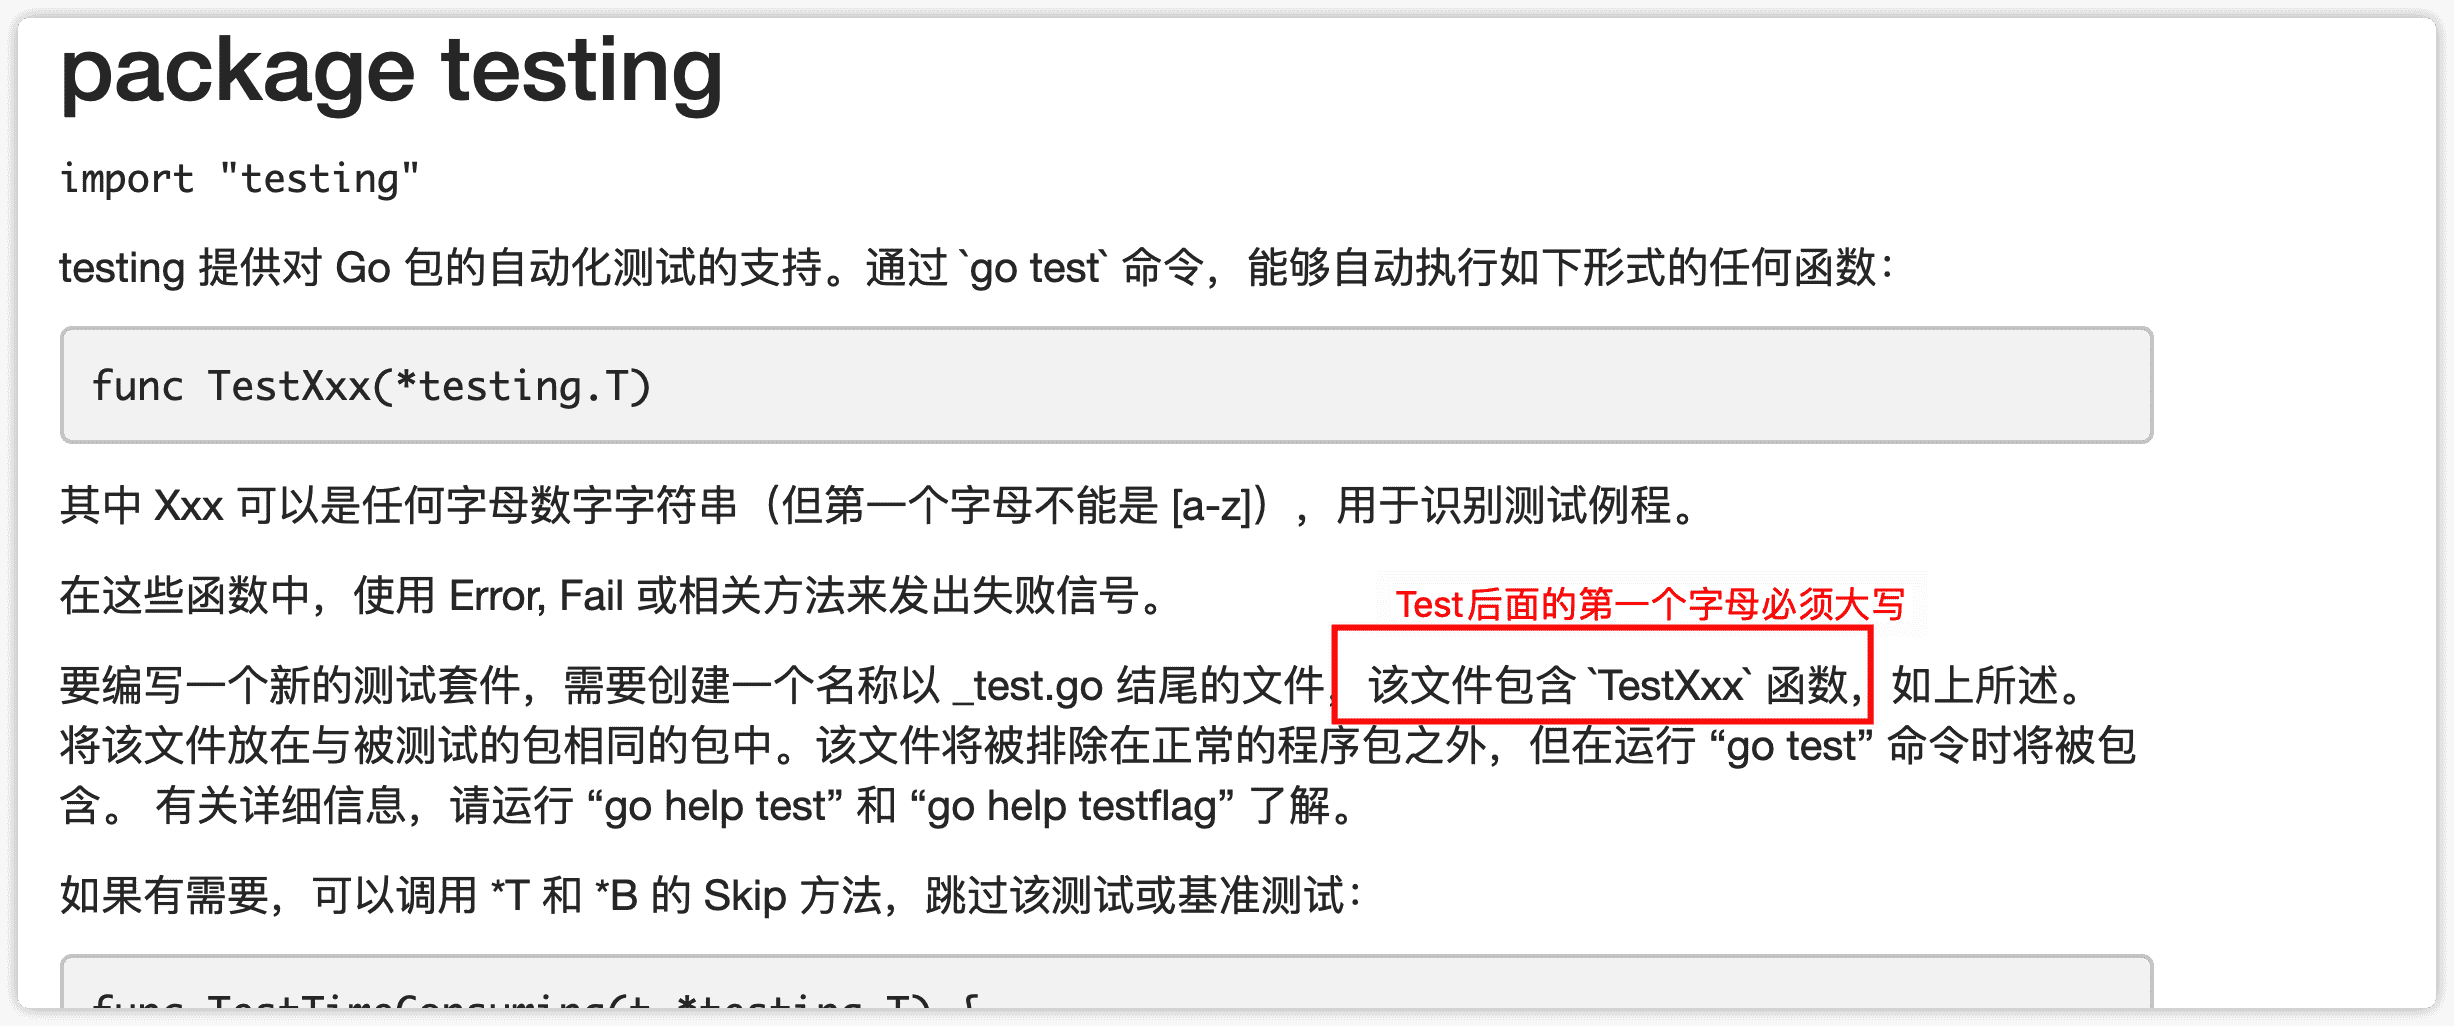 package testing
import "testing"
testing 提供对 Go 包的自动化测试的支持。通过 `go test` 命令，能够自动执行如下形式的任何函数：
func TestXxx(*testing.T)
其中 Xxx 可以是任何字母数字字符串（但第一个字母不能是 [a-z]），用于识别测试例程。
在这些函数中，使用 Error, Fail 或相关方法来发出失败信号。
Test后面的第一个字母必须大写
要编写一个新的测试套件，需要创建一个名称以 _test.go 结尾的文件，该文件包含 `TestXxx` 函数，如上所述。
将该文件放在与被测试的包相同的包中。该文件将被排除在正常的程序包之外，但在运行 “go test” 命令时将被包
含。 有关详细信息，请运行 “go help test” 和 “go help testflag” 了解。
如果有需要，可以调用 *T 和 *B 的 Skip 方法，跳过该测试或基准测试：
func TestTimeConsuming(t *testing.T) {